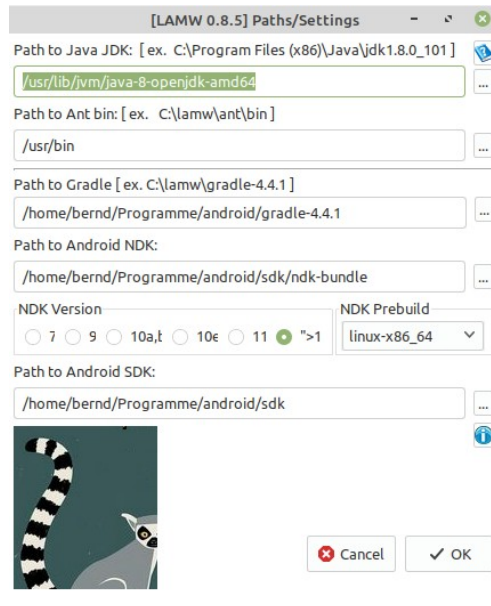 [LAMW 0.8.5] Paths/Settings
Path to Java JDK: [ex. C:\Program Files (x86)\Java\jdk1.8.0_101]
/usr/lib/jvm/java-8-openjdk-amd64
...
Path to Ant bin: [ex. C:\lamw\ant\bin]
/usr/bin
...
Path to Gradle [ex. C:\lamw\gradle-4.4.1]
/home/bernd/Programme/android/gradle-4.4.1
...
Path to Android NDK:
/home/bernd/Programme/android/sdk/ndk-bundle
...
NDK Version NDK Prebuild
7 9 10a,b 10e 11 ">1 linux-x86_64
Path to Android SDK:
/home/bernd/Programme/android/sdk
...
Cancel OK